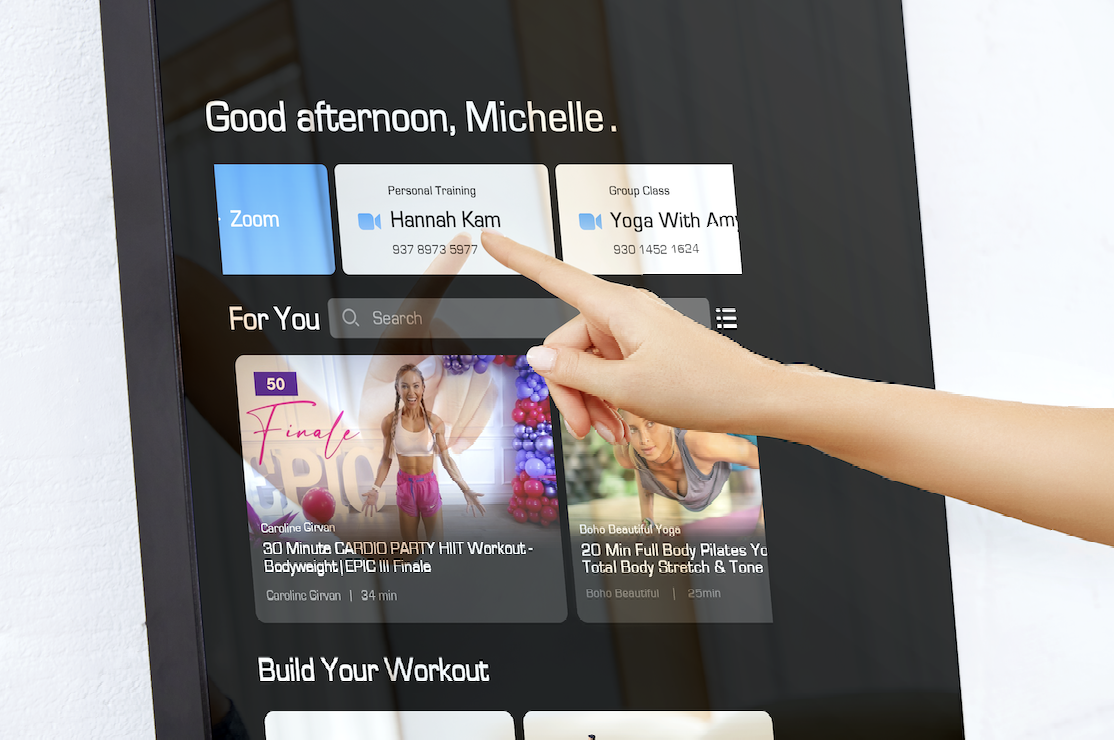 Good afternoon, Michelle.
Zoom
Personal Training
Hannah Kam
937 8973 5977
Group Class
Yoga With Amy
930 1452 1624
For You
Search
50
Finale
EPIC
Caroline Girvan
30 Minute CARDIO PARTY HIIT Workout -
Bodyweight | EPIC III Finale
Caroline Girvan | 34 min
Boho Beautiful Yoga
20 Min Full Body Pilates Yo
Total Body Stretch & Tone
Boho Beautiful | 25min
Build Your Workout